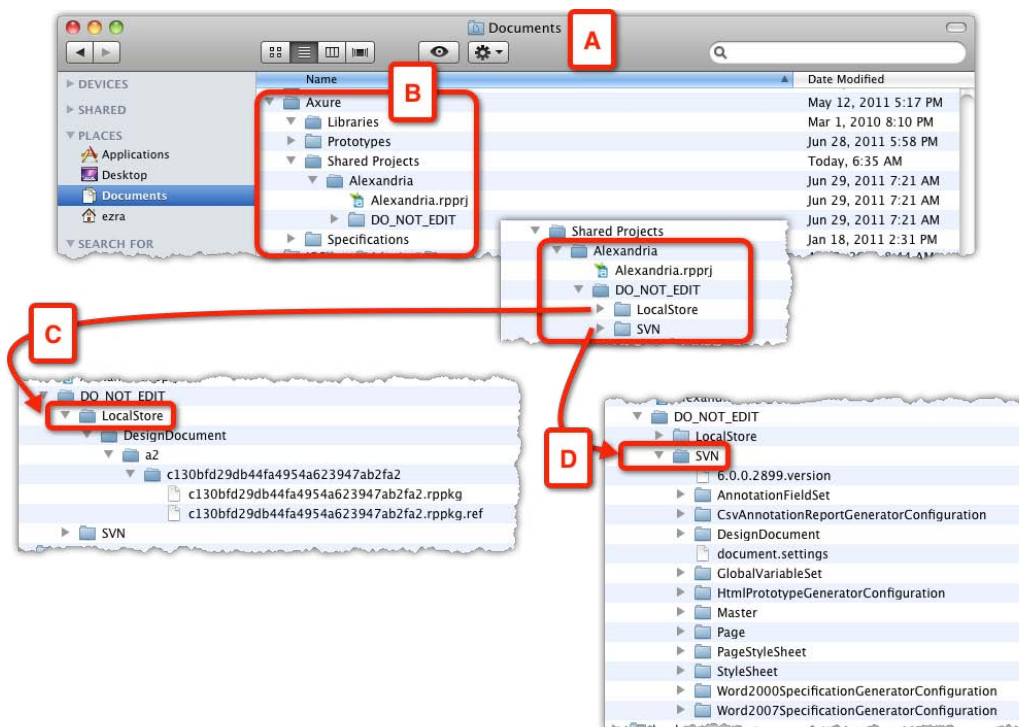 Documents
A
Name
Date Modified
B
DEVICES
SHARED
PLACES
Applications
Desktop
Documents
ezra
SEARCH FOR
Axure May 12, 2011 5:17 PM
Libraries Mar 1, 2010 8:10 PM
Prototypes Jun 28, 2011 5:58 PM
Shared Projects Today, 6:35 AM
Alexandria Jun 29, 2011 7:21 AM
Alexandria.rpprj Jun 29, 2011 7:21 AM
DO_NOT_EDIT Jun 29, 2011 7:21 AM
Specifications Jan 18, 2011 2:31 PM
Shared Projects
Alexandria
Alexandria.rpprj
DO_NOT_EDIT
LocalStore
SVN
C
DO_NOT_EDIT
LocalStore
DesignDocument
a2
c130bfd29db44fa4954a623947ab2fa2
c130bfd29db44fa4954a623947ab2fa2.rppkg
c130bfd29db44fa4954a623947ab2fa2.rppkg.ref
SVN
D
DO_NOT_EDIT
LocalStore
SVN
6.0.0.2899.version
AnnotationFieldSet
CsvAnnotationReportGeneratorConfiguration
DesignDocument
document.settings
GlobalVariableSet
HtmlPrototypeGeneratorConfiguration
Master
Page
PageStyleSheet
StyleSheet
Word2000SpecificationGeneratorConfiguration
Word2007SpecificationGeneratorConfiguration